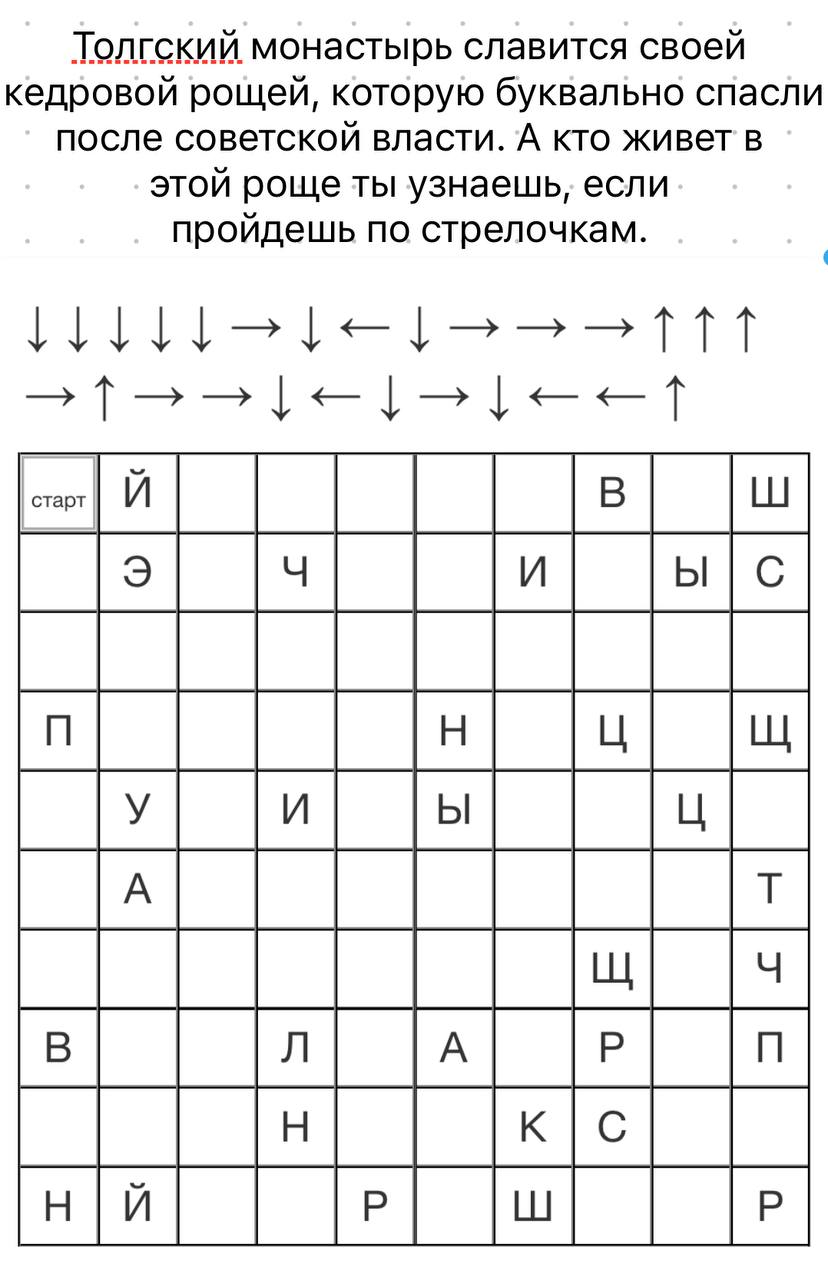 Толгский монастырь славится своей
кедровой рощей, которую буквально спасли
после советской власти. А кто живет в
этой роще ты узнаешь, если
пройдешь по стрелочкам.
↓ ↓ ↓ ↓ ↓ → ↓ ← ↓ → → → ↑ ↑ ↑
→ ↑ → → ↓ ← ↓ → ↓ ← ← ↑
старт Й В Ш
Э Ч И Ы С
П Н Ц Щ
У И Ы Ц
А Т
Щ Ч
В Л А Р П
Н К С
Н Й Р Ш Р